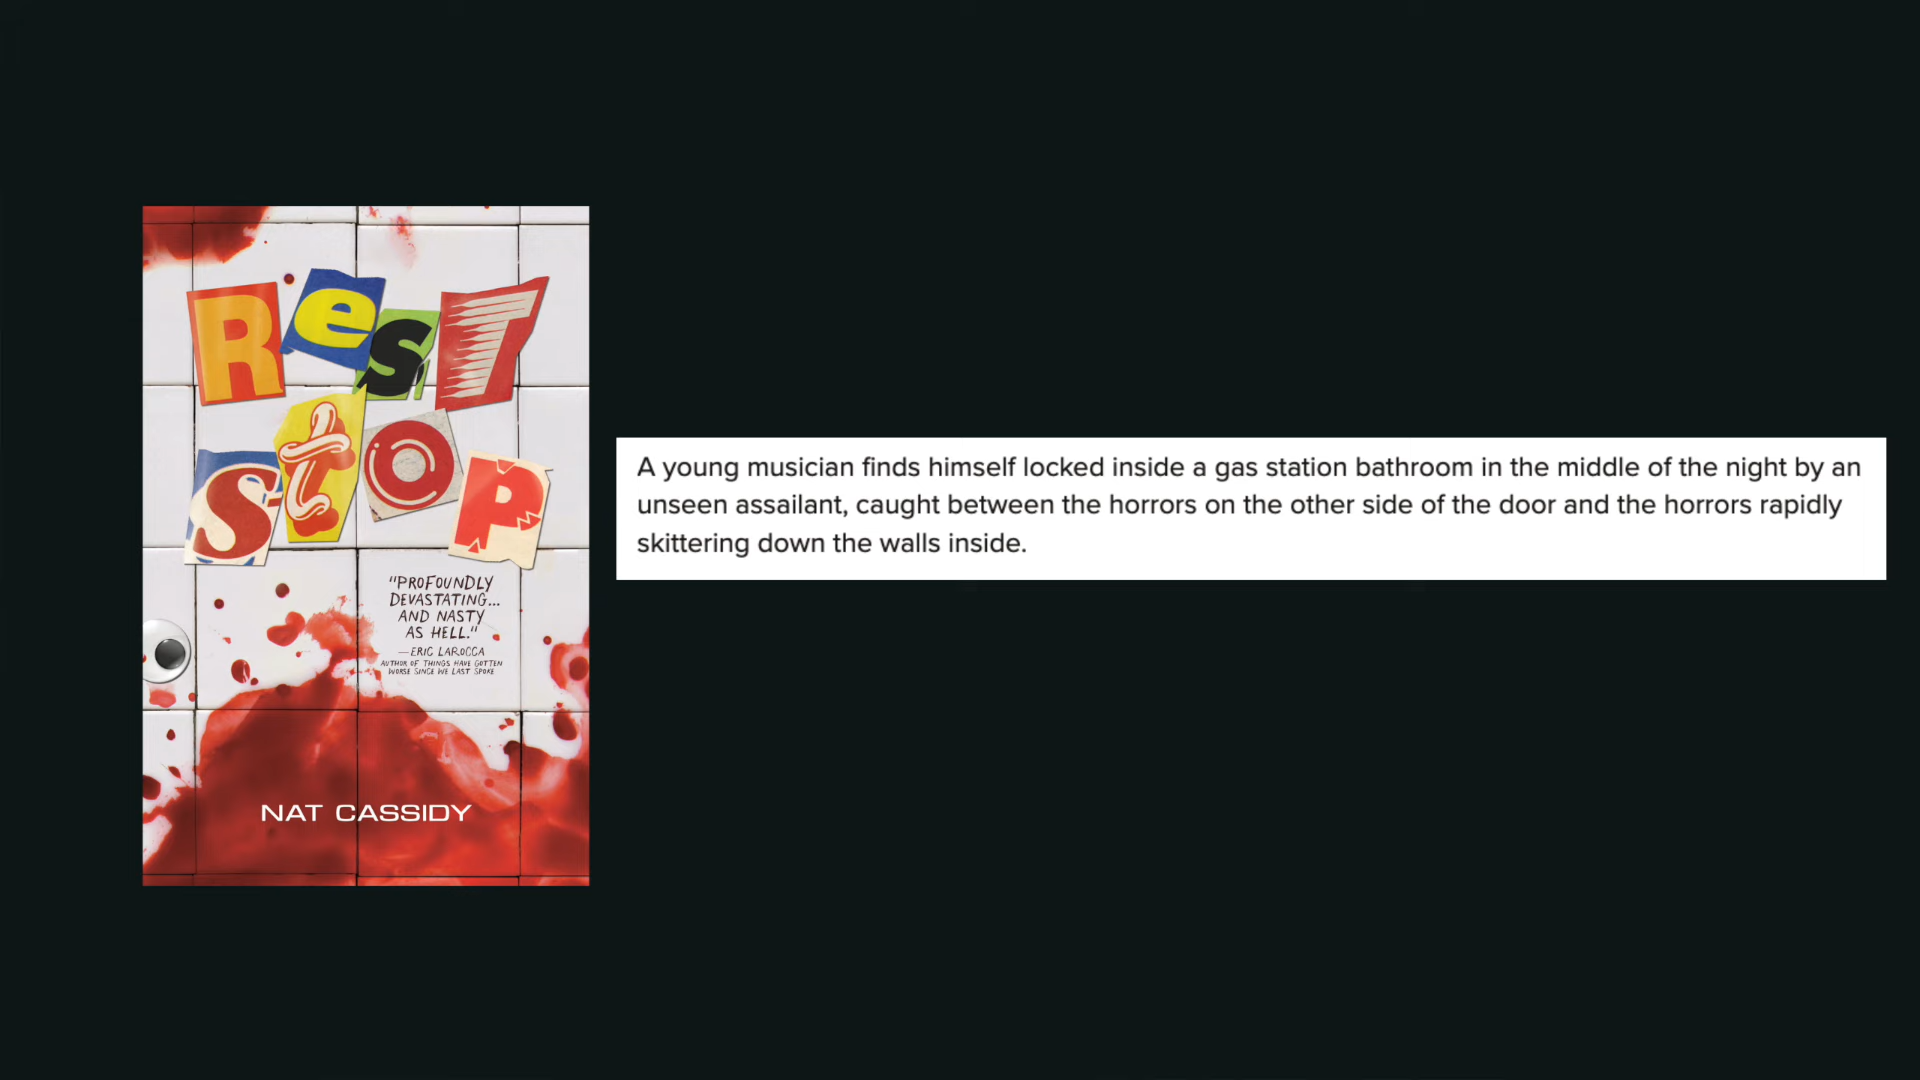 ResT
stoP
"PROFOUNDLY
DEVASTATING...
AND NASTY
AS HELL."
—ERIC LAROCCA
AUTHOR OF THINGS HAVE GOTTEN
WORSE SINCE WE LAST SPOKE
NAT CASSIDY
A young musician finds himself locked inside a gas station bathroom in the middle of the night by an
unseen assailant, caught between the horrors on the other side of the door and the horrors rapidly
skittering down the walls inside.